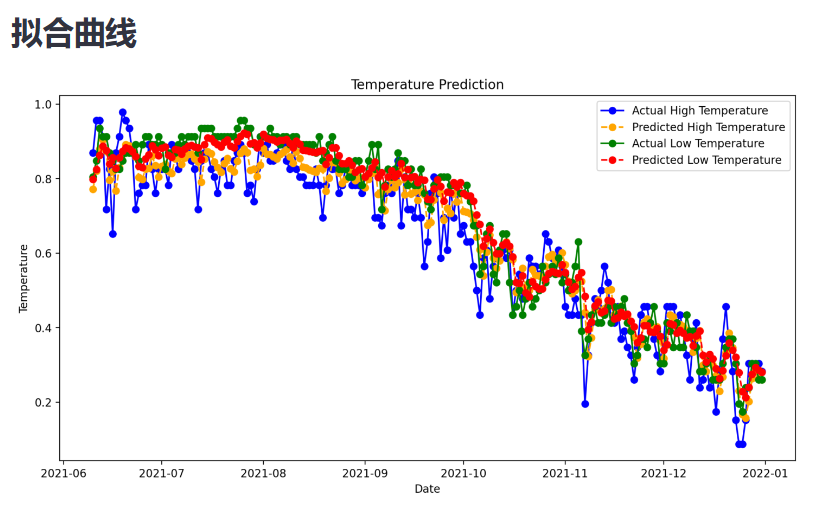 拟合曲线
Temperature Prediction
Actual High Temperature
Predicted High Temperature
Actual Low Temperature
Predicted Low Temperature
1.0
0.8
0.6
0.4
0.2
Temperature
2021-06 2021-07 2021-08 2021-09 2021-10 2021-11 2021-12 2022-01
Date